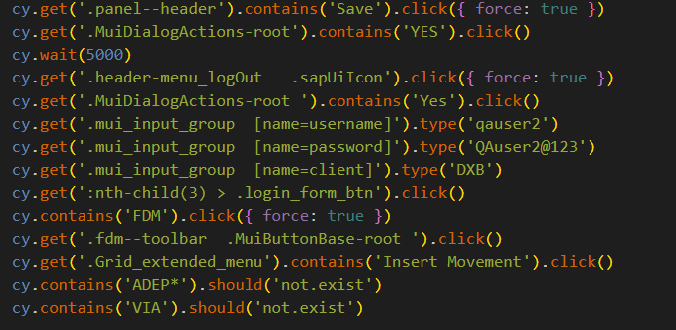 cy.get('.panel--header').contains('Save').click({ force: true })
cy.get('.MuiDialogActions-root').contains('YES').click()
cy.wait(5000)
cy.get('.header-menu_logOut  .sapUiIcon').click({ force: true })
cy.get('.MuiDialogActions-root ').contains('Yes').click()
cy.get('.mui_input_group  [name=username]').type('qauser2')
cy.get('.mui_input_group  [name=password]').type('QAuser2@123')
cy.get('.mui_input_group  [name=client]').type('DXB')
cy.get(':nth-child(3) > .login_form_btn').click()
cy.contains('FDM').click({ force: true })
cy.get('.fdm--toolbar  .MuiButtonBase-root ').click()
cy.get('.Grid_extended_menu').contains('Insert Movement').click()
cy.contains('ADEP*').should('not.exist')
cy.contains('VIA').should('not.exist')